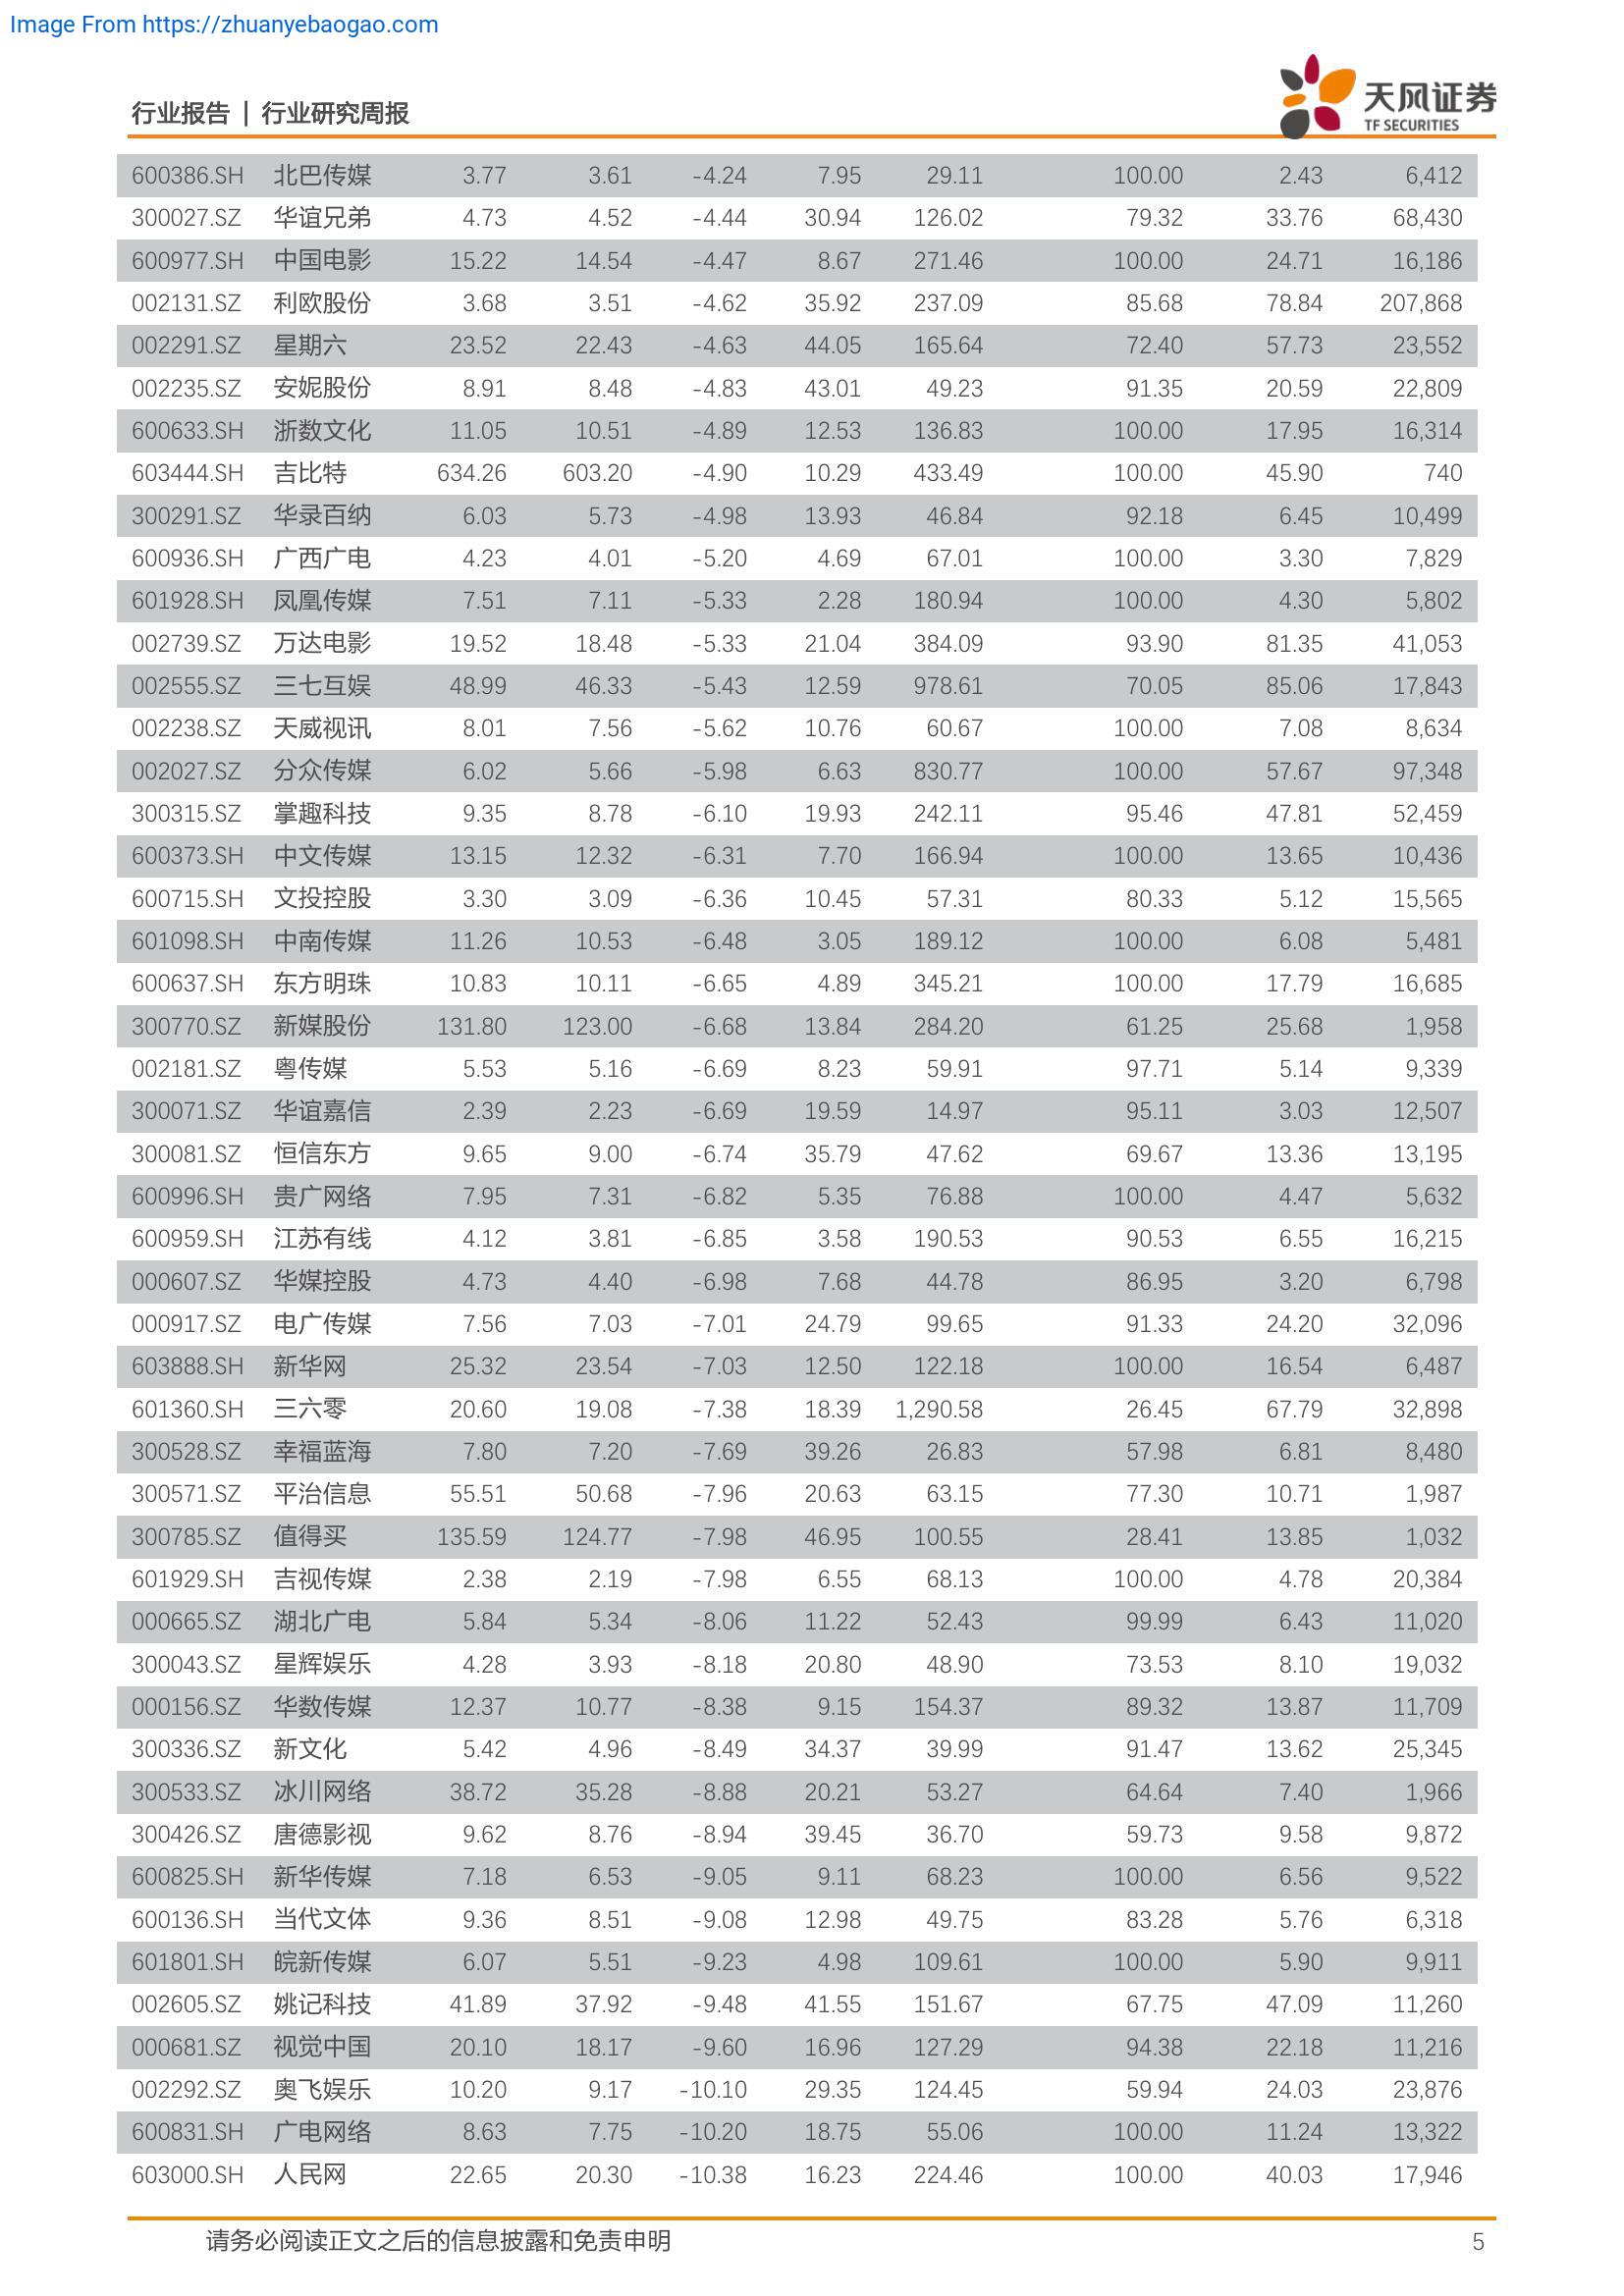 Image From https://zhuanyebaogao.com
行业报告 | 行业研究周报
天风证券
TF SECURITIES
600386.SH 北巴传媒 3.77 3.61 -4.24 7.95 29.11 100.00 2.43 6,412
300027.SZ 华谊兄弟 4.73 4.52 -4.44 30.94 126.02 79.32 33.76 68,430
600977.SH 中国电影 15.22 14.54 -4.47 8.67 271.46 100.00 24.71 16,186
002131.SZ 利欧股份 3.68 3.51 -4.62 35.92 237.09 85.68 78.84 207,868
002291.SZ 星期六 23.52 22.43 -4.63 44.05 165.64 72.40 57.73 23,552
002235.SZ 安妮股份 8.91 8.48 -4.83 43.01 49.23 91.35 20.59 22,809
600633.SH 浙数文化 11.05 10.51 -4.89 12.53 136.83 100.00 17.95 16,314
603444.SH 吉比特 634.26 603.20 -4.90 10.29 433.49 100.00 45.90 740
300291.SZ 华录百纳 6.03 5.73 -4.98 13.93 46.84 92.18 6.45 10,499
600936.SH 广西广电 4.23 4.01 -5.20 4.69 67.01 100.00 3.30 7,829
601928.SH 凤凰传媒 7.51 7.11 -5.33 2.28 180.94 100.00 4.30 5,802
002739.SZ 万达电影 19.52 18.48 -5.33 21.04 384.09 93.90 81.35 41,053
002555.SZ 三七互娱 48.99 46.33 -5.43 12.59 978.61 70.05 85.06 17,843
002238.SZ 天威视讯 8.01 7.56 -5.62 10.76 60.67 100.00 7.08 8,634
002027.SZ 分众传媒 6.02 5.66 -5.98 6.63 830.77 100.00 57.67 97,348
300315.SZ 掌趣科技 9.35 8.78 -6.10 19.93 242.11 95.46 47.81 52,459
600373.SH 中文传媒 13.15 12.32 -6.31 7.70 166.94 100.00 13.65 10,436
600715.SH 文投控股 3.30 3.09 -6.36 10.45 57.31 80.33 5.12 15,565
601098.SH 中南传媒 11.26 10.53 -6.48 3.05 189.12 100.00 6.08 5,481
600637.SH 东方明珠 10.83 10.11 -6.65 4.89 345.21 100.00 17.79 16,685
300770.SZ 新媒股份 131.80 123.00 -6.68 13.84 284.20 61.25 25.68 1,958
002181.SZ 粤传媒 5.53 5.16 -6.69 8.23 59.91 97.71 5.14 9,339
300071.SZ 华谊嘉信 2.39 2.23 -6.69 19.59 14.97 95.11 3.03 12,507
300081.SZ 恒信东方 9.65 9.00 -6.74 35.79 47.62 69.67 13.36 13,195
600996.SH 贵广网络 7.95 7.31 -6.82 5.35 76.88 100.00 4.47 5,632
600959.SH 江苏有线 4.12 3.81 -6.85 3.58 190.53 90.53 6.55 16,215
000607.SZ 华媒控股 4.73 4.40 -6.98 7.68 44.78 86.95 3.20 6,798
000917.SZ 电广传媒 7.56 7.03 -7.01 24.79 99.65 91.33 24.20 32,096
603888.SH 新华网 25.32 23.54 -7.03 12.50 122.18 100.00 16.54 6,487
601360.SH 三六零 20.60 19.08 -7.38 18.39 1,290.58 26.45 67.79 32,898
300528.SZ 幸福蓝海 7.80 7.20 -7.69 39.26 26.83 57.98 6.81 8,480
300571.SZ 平治信息 55.51 50.68 -7.96 20.63 63.15 77.30 10.71 1,987
300785.SZ 值得买 135.59 124.77 -7.98 46.95 100.55 28.41 13.85 1,032
601929.SH 吉视传媒 2.38 2.19 -7.98 6.55 68.13 100.00 4.78 20,384
000665.SZ 湖北广电 5.84 5.34 -8.06 11.22 52.43 99.99 6.43 11,020
300043.SZ 星辉娱乐 4.28 3.93 -8.18 20.80 48.90 73.53 8.10 19,032
000156.SZ 华数传媒 12.37 10.77 -8.38 9.15 154.37 89.32 13.87 11,709
300336.SZ 新文化 5.42 4.96 -8.49 34.37 39.99 91.47 13.62 25,345
300533.SZ 冰川网络 38.72 35.28 -8.88 20.21 53.27 64.64 7.40 1,966
300426.SZ 唐德影视 9.62 8.76 -8.94 39.45 36.70 59.73 9.58 9,872
600825.SH 新华传媒 7.18 6.53 -9.05 9.11 68.23 100.00 6.56 9,522
600136.SH 当代文体 9.36 8.51 -9.08 12.98 49.75 83.28 5.76 6,318
601801.SH 皖新传媒 6.07 5.51 -9.23 4.98 109.61 100.00 5.90 9,911
002605.SZ 姚记科技 41.89 37.92 -9.48 41.55 151.67 67.75 47.09 11,260
000681.SZ 视觉中国 20.10 18.17 -9.60 16.96 127.29 94.38 22.18 11,216
002292.SZ 奥飞娱乐 10.20 9.17 -10.10 29.35 124.45 59.94 24.03 23,876
600831.SH 广电网络 8.63 7.75 -10.20 18.75 55.06 100.00 11.24 13,322
603000.SH 人民网 22.65 20.30 -10.38 16.23 224.46 100.00 40.03 17,946
请务必阅读正文之后的信息披露和免责申明 5